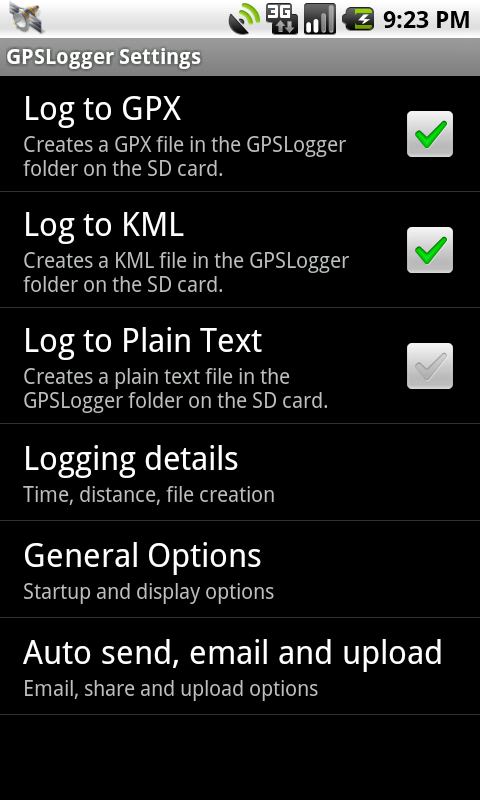 3G
9:23 PM
GPSLogger Settings
Log to GPX
Creates a GPX file in the GPSLogger
folder on the SD card.
Log to KML
Creates a KML file in the GPSLogger
folder on the SD card.
Log to Plain Text
Creates a plain text file in the
GPSLogger folder on the SD card.
Logging details
Time, distance, file creation
General Options
Startup and display options
Auto send, email and upload
Email, share and upload options